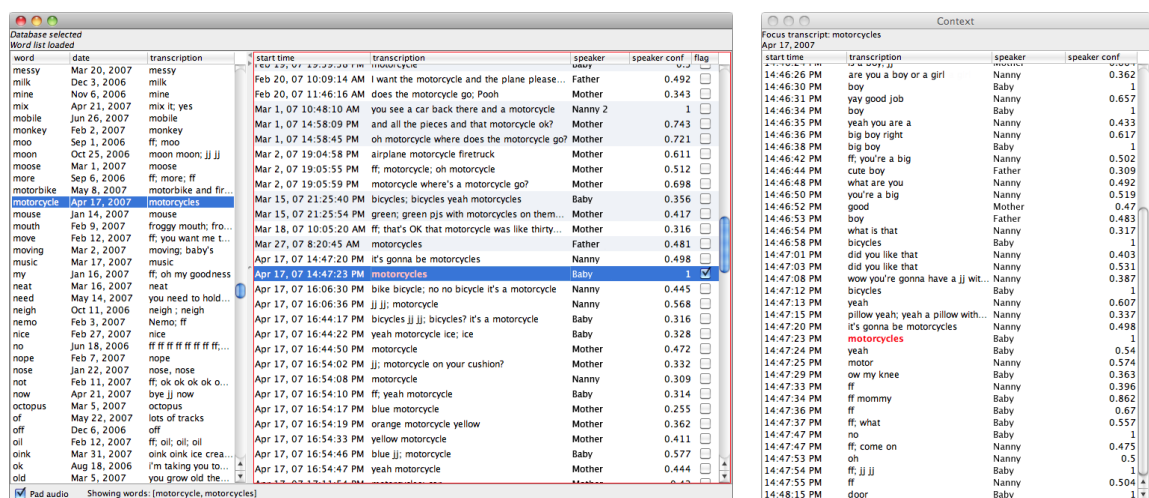 Database selected
Word list loaded
word date transcription
messy Mar 20, 2007 messy
milk Dec 3, 2006 milk
mine Nov 6, 2006 mine
mix Apr 21, 2007 mix it; yes
mobile Jun 26, 2007 mobile
monkey Feb 2, 2007 monkey
moo Sep 1, 2006 ff; moo
moon Oct 25, 2006 moon moon; jj jj
moose Mar 1, 2007 moose
more Sep 6, 2006 ff; more; ff
motorbike May 8, 2007 motorbike and fir...
motorcycle Apr 17, 2007 motorcycles
mouse Jan 14, 2007 mouse
mouth Feb 9, 2007 froggy mouth; fro...
move Feb 12, 2007 ff; you want me t...
moving Mar 2, 2007 moving; baby's
music Mar 17, 2007 music
my Jan 16, 2007 ff; oh my goodness
neat Mar 16, 2007 neat
need May 14, 2007 you need to hold...
neigh Oct 11, 2006 neigh ; neigh
nemo Feb 3, 2007 Nemo; ff
nice Feb 27, 2007 nice
no Jun 18, 2006 ff ff ff ff ff ff ff;...
nope Feb 7, 2007 nope
nose Jan 22, 2007 nose, nose
not Feb 11, 2007 ff; ok ok ok ok o...
now Apr 21, 2007 bye jj now
octopus Mar 5, 2007 octopus
of May 22, 2007 lots of tracks
off Dec 6, 2006 off
oil Feb 12, 2007 ff; oil; oil; oil
oink Mar 31, 2007 oink oink ice crea...
ok Aug 18, 2006 i'm taking you to...
old Mar 5, 2007 you grow old the...
start time transcription speaker speaker conf flag
Feb 20, 07 10:09:14 AM I want the motorcycle and the plane please... Father 0.492
Feb 20, 07 11:46:16 AM does the motorcycle go; Pooh Mother 0.343
Mar 1, 07 10:48:10 AM you see a car back there and a motorcycle Nanny 2 1
Mar 1, 07 14:58:09 PM and all the pieces and that motorcycle ok? Mother 0.743
Mar 1, 07 14:58:45 PM oh motorcycle where does the motorcycle go? Mother 0.721
Mar 2, 07 19:04:58 PM airplane motorcycle firetruck Mother 0.611
Mar 2, 07 19:05:55 PM ff; motorcycle; oh motorcycle Mother 0.512
Mar 2, 07 19:05:59 PM motorcycle where's a motorcycle go? Mother 0.698
Mar 15, 07 21:25:40 PM bicycles; bicycles yeah motorcycles Baby 0.356
Mar 15, 07 21:25:54 PM green; green pjs with motorcycles on them... Mother 0.417
Mar 18, 07 10:05:20 AM ff; that's OK that motorcycle was like thirty... Mother 0.316
Mar 27, 07 8:20:45 AM motorcycles Father 0.481
Apr 17, 07 14:47:20 PM it's gonna be motorcycles Nanny 0.498
Apr 17, 07 14:47:23 PM motorcycles Baby 1
Apr 17, 07 16:06:30 PM bike bicycle; no no bicycle it's a motorcycle Nanny 0.445
Apr 17, 07 16:06:36 PM jj jj; motorcycle Nanny 0.568
Apr 17, 07 16:44:17 PM bicycles jj jj; bicycles? it's a motorcycle Baby 0.316
Apr 17, 07 16:44:22 PM yeah motorcycle ice; ice Baby 0.328
Apr 17, 07 16:44:50 PM motorcycle Mother 0.472
Apr 17, 07 16:54:02 PM jj; motorcycle on your cushion? Mother 0.332
Apr 17, 07 16:54:08 PM motorcycle Nanny 0.309
Apr 17, 07 16:54:10 PM ff; yeah motorcycle Baby 0.314
Apr 17, 07 16:54:17 PM blue motorcycle Mother 0.255
Apr 17, 07 16:54:19 PM orange motorcycle yellow Mother 0.362
Apr 17, 07 16:54:33 PM yellow motorcycle Mother 0.411
Apr 17, 07 16:54:46 PM blue jj; motorcycle Baby 0.577
Apr 17, 07 16:54:47 PM yeah motorcycle Mother 0.444
Pad audio Showing words: [motorcycle, motorcycles]
Context
Focus transcript: motorcycles
Apr 17, 2007
start time transcription speaker speaker conf
14:46:26 PM are you a boy or a girl Nanny 0.362
14:46:30 PM boy Baby 1
14:46:31 PM yay good job Nanny 0.657
14:46:34 PM boy Baby 1
14:46:35 PM yeah you are a Nanny 0.433
14:46:36 PM big boy right Nanny 0.617
14:46:38 PM big boy Baby 1
14:46:42 PM ff; you're a big Nanny 0.502
14:46:44 PM cute boy Father 0.309
14:46:48 PM what are you Nanny 0.492
14:46:50 PM you're a big Nanny 0.519
14:46:52 PM good Mother 0.47
14:46:53 PM boy Father 0.483
14:46:54 PM what is that Nanny 0.317
14:46:58 PM bicycles Baby 1
14:47:01 PM did you like that Nanny 0.403
14:47:03 PM did you like that Nanny 0.531
14:47:08 PM wow you're gonna have a jj wit... Nanny 0.387
14:47:12 PM bicycles Baby 1
14:47:13 PM yeah Nanny 0.607
14:47:15 PM pillow yeah; yeah a pillow with... Nanny 0.337
14:47:20 PM it's gonna be motorcycles Nanny 0.498
14:47:23 PM motorcycles Baby 1
14:47:24 PM yeah Baby 0.54
14:47:25 PM motor Nanny 0.574
14:47:29 PM ow my knee Baby 0.363
14:47:33 PM ff Nanny 0.396
14:47:34 PM ff mommy Baby 0.862
14:47:36 PM ff Baby 0.67
14:47:37 PM ff; what Baby 0.557
14:47:47 PM no Baby 1
14:47:47 PM ff; come on Nanny 0.475
14:47:53 PM oh Nanny 0.5
14:47:54 PM ff; jj jj Baby 1
14:47:55 PM ff Nanny 0.504
14:48:15 PM door Baby 1